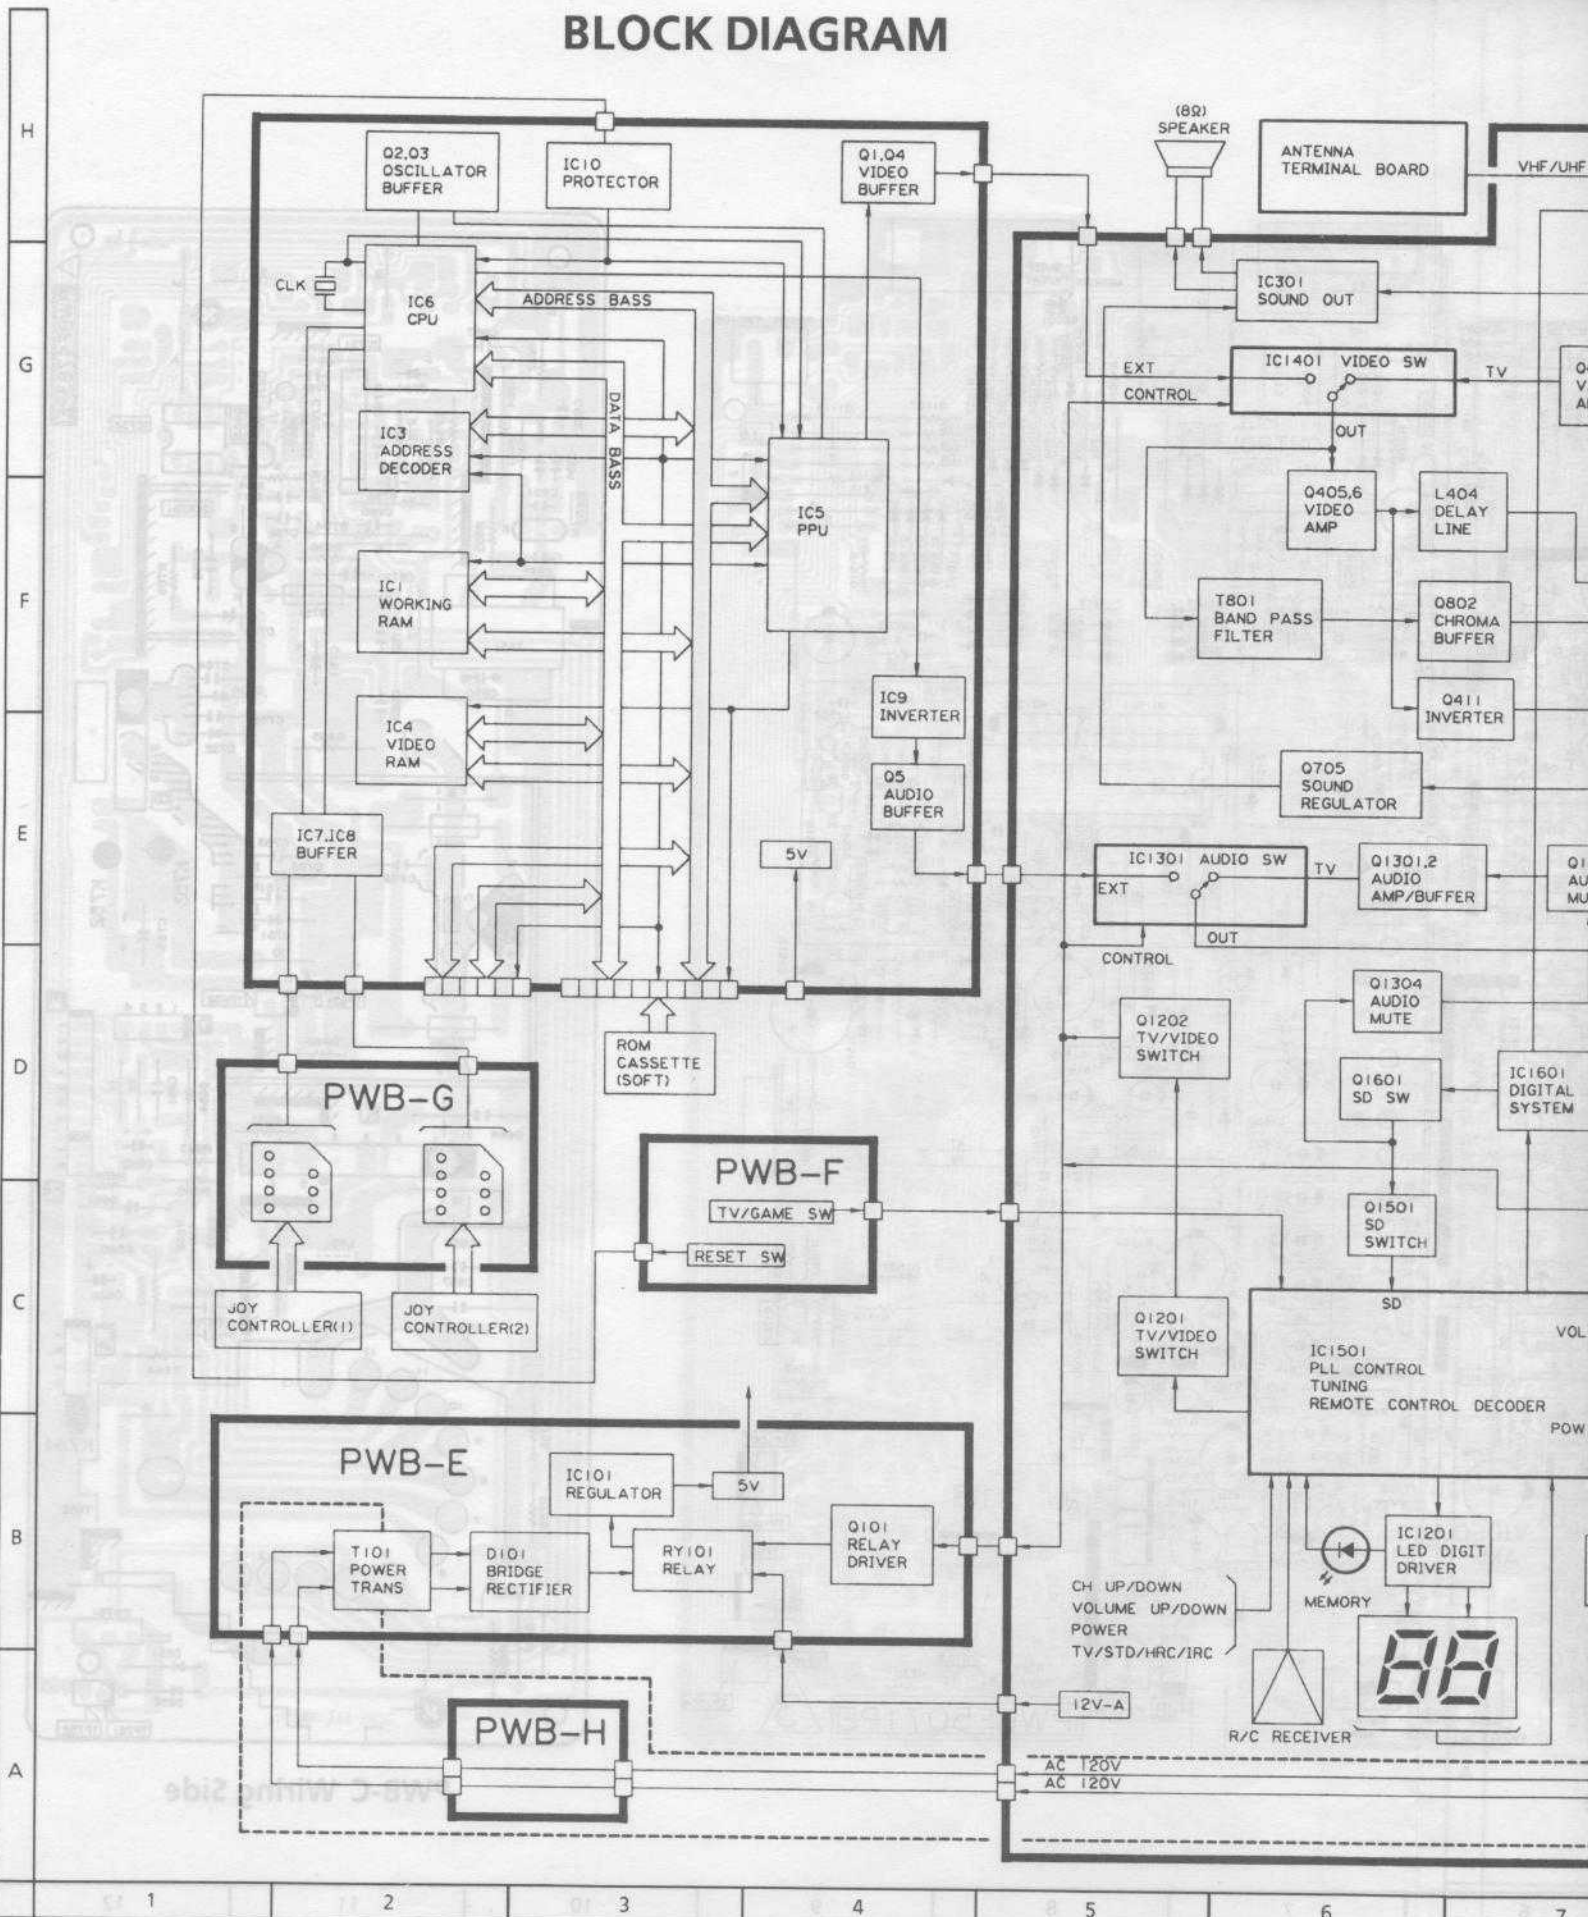 BLOCK DIAGRAM
H
G
F
E
D
C
B
A
1
2
3
4
5
6
7
Q2,Q3
OSCILLATOR
BUFFER
IC10
PROTECTOR
Q1,Q4
VIDEO
BUFFER
CLK
IC6
CPU
ADDRESS BASS
DATA BASS
IC3
ADDRESS
DECODER
IC5
PPU
IC1
WORKING
RAM
IC9
INVERTER
IC4
VIDEO
RAM
Q5
AUDIO
BUFFER
IC7,IC8
BUFFER
5V
ROM
CASSETTE
(SOFT)
PWB-G
JOY
CONTROLLER(1)
JOY
CONTROLLER(2)
PWB-F
TV/GAME SW
RESET SW
PWB-E
IC101
REGULATOR
5V
T101
POWER
TRANS
D101
BRIDGE
RECTIFIER
RY101
RELAY
Q101
RELAY
DRIVER
PWB-H
(8Ω)
SPEAKER
ANTENNA
TERMINAL BOARD
VHF/UHF
IC301
SOUND OUT
EXT
CONTROL
IC1401 VIDEO SW
TV
OUT
Q4
V
A
Q405,6
VIDEO
AMP
L404
DELAY
LINE
T801
BAND PASS
FILTER
Q802
CHROMA
BUFFER
Q411
INVERTER
Q705
SOUND
REGULATOR
IC1301 AUDIO SW
EXT
TV
Q1301,2
AUDIO
AMP/BUFFER
Q1
AU
MU
OUT
CONTROL
Q1304
AUDIO
MUTE
Q1202
TV/VIDEO
SWITCH
Q1601
SD SW
IC1601
DIGITAL
SYSTEM
Q1501
SD
SWITCH
Q1201
TV/VIDEO
SWITCH
SD
VOL
IC1501
PLL CONTROL
TUNING
REMOTE CONTROL DECODER
POW
IC1201
LED DIGIT
DRIVER
MEMORY
CH UP/DOWN
VOLUME UP/DOWN
POWER
TV/STD/HRC/IRC
12V-A
88
R/C RECEIVER
AC 120V
AC 120V
PWB-C Wiring Side